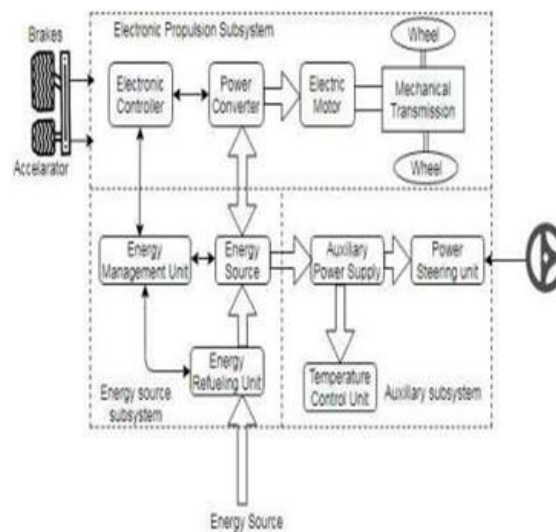 Brakes
Electronic Propulsion Subsystem
Wheel
Electronic
Controller
Power
Converter
Electric
Motor
Mechanical
Transmission
Accelarator
Wheel
Energy
Management Unit
Energy
Source
Auxiliary
Power Supply
Power
Steering unit
Energy
Refueling Unit
Energy source
subsystem
Temperature
Control Unit
Auxiliary subsystem
Energy Source